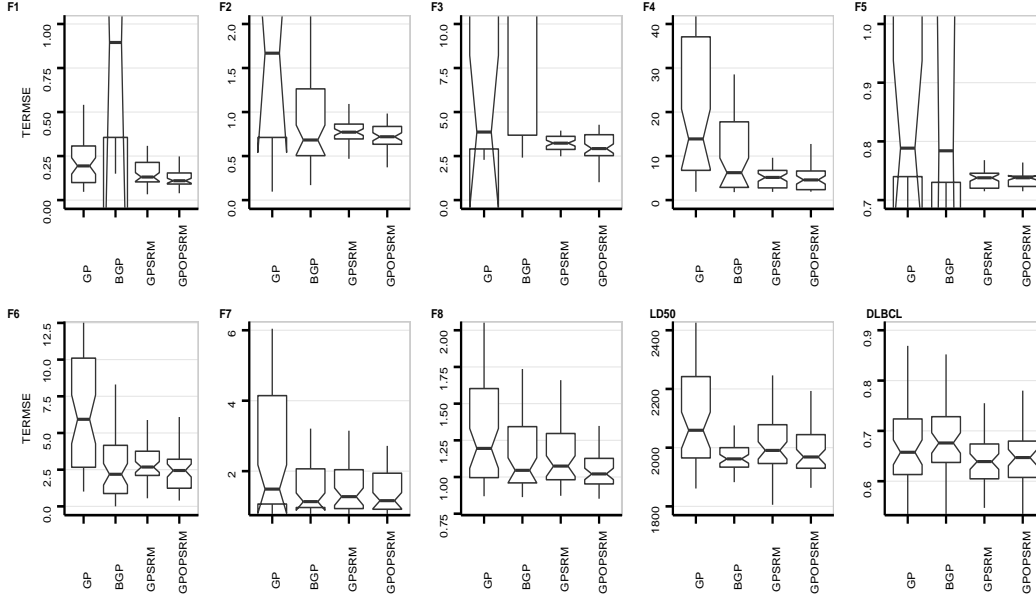 F1
F2
F3
F4
F5
TERMSE
0.00 0.25 0.50 0.75 1.00
0.0 0.5 1.0 1.5 2.0
0.0 2.5 5.0 7.5 10.0
0 10 20 30 40
0.7 0.8 0.9 1.0
GP BGP GPSRM GPOPSRM
GP BGP GPSRM GPOPSRM
GP BGP GPSRM GPOPSRM
GP BGP GPSRM GPOPSRM
GP BGP GPSRM GPOPSRM
F6
F7
F8
LD50
DLBCL
TERMSE
0.0 2.5 5.0 7.5 10.0 12.5
2 4 6
0.75 1.00 1.25 1.50 1.75 2.00
1800 2000 2200 2400
0.6 0.7 0.8 0.9
GP BGP GPSRM GPOPSRM
GP BGP GPSRM GPOPSRM
GP BGP GPSRM GPOPSRM
GP BGP GPSRM GPOPSRM
GP BGP GPSRM GPOPSRM